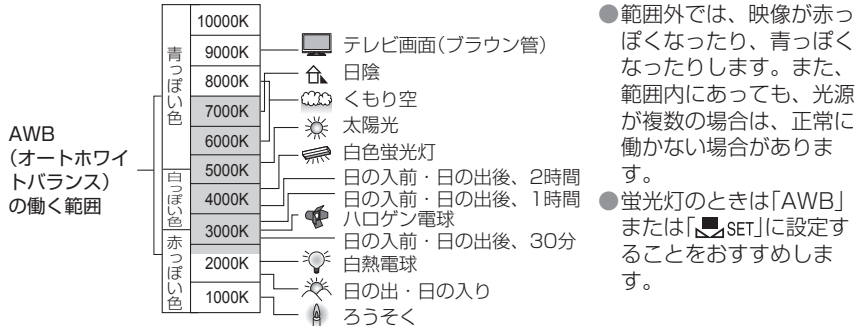 AWB
（オートホワイ
トバランス）
の働く範囲
青っぽい色
白っぽい色
赤っぽい色
10000K
9000K
8000K
7000K
6000K
5000K
4000K
3000K
2000K
1000K
テレビ画面（ブラウン管）
日陰
くもり空
太陽光
白色蛍光灯
日の入前・日の出後、2時間
日の入前・日の出後、1時間
ハロゲン電球
日の入前・日の出後、30分
白熱電球
日の出・日の入り
ろうそく
●範囲外では、映像が赤っ
ぽくなったり、青っぽく
なったりします。また、
範囲内にあっても、光源
が複数の場合は、正常に
働かない場合がありま
す。
●蛍光灯のときは「AWB」
または「SET」に設定す
ることをおすすめしま
す。